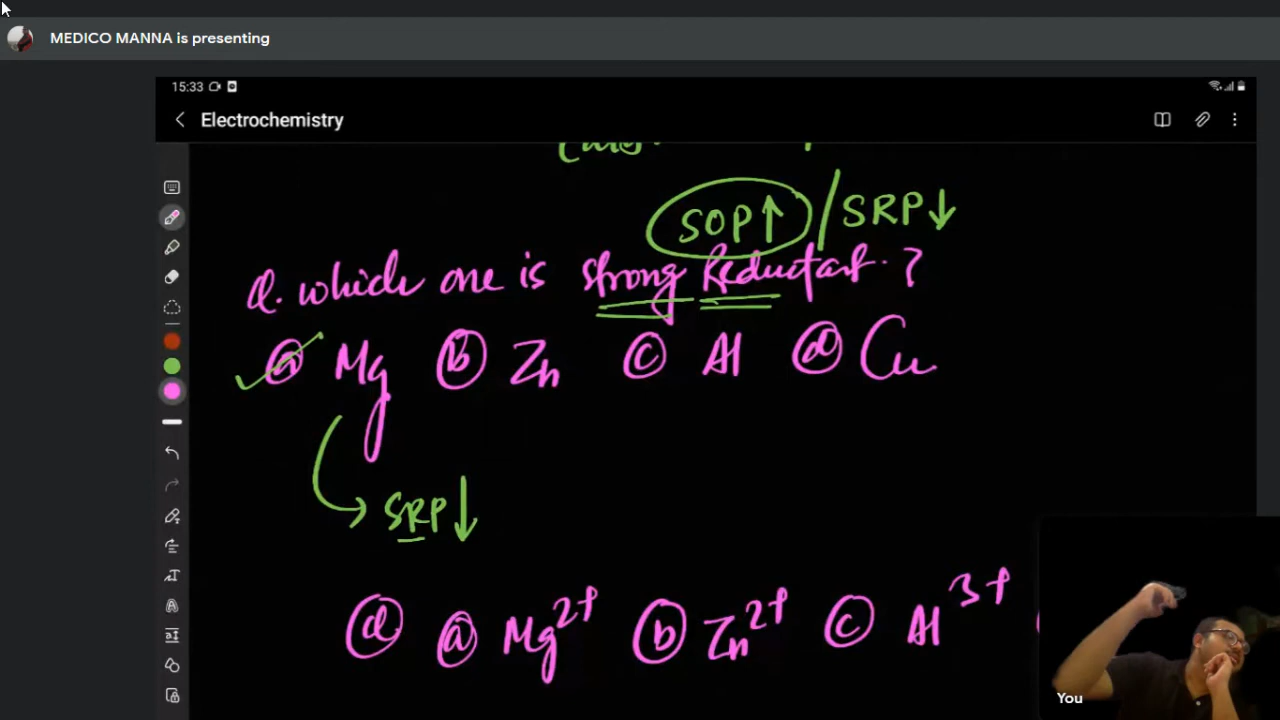 MEDICO MANNA is presenting
15:33
Electrochemistry
SOP↑ / SRP↓
Q. which one is strong Reductant. ?
ⓐ Mg ⓑ Zn ⓒ Al ⓓ Cu
→ SRP↓
ⓓ ⓐ Mg²⁺ ⓑ Zn²⁺ ⓒ Al³⁺
You